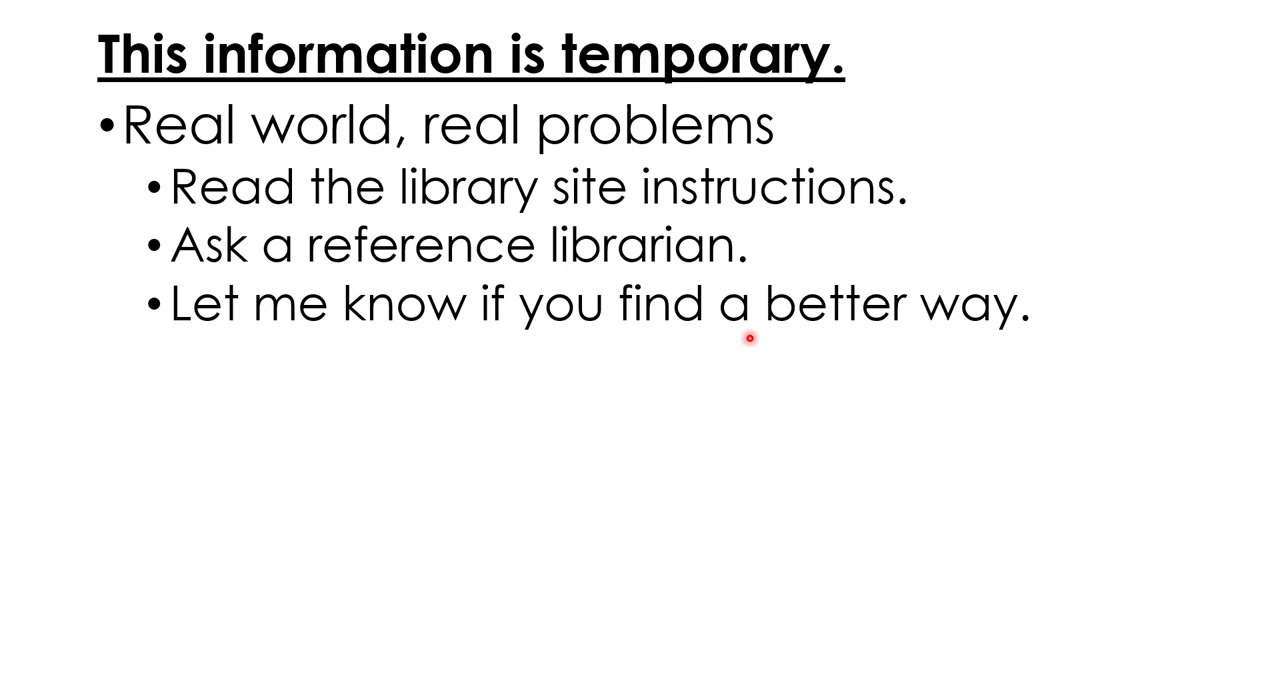 This information is temporary.
•Real world, real problems
•Read the library site instructions.
•Ask a reference librarian.
•Let me know if you find a better way.